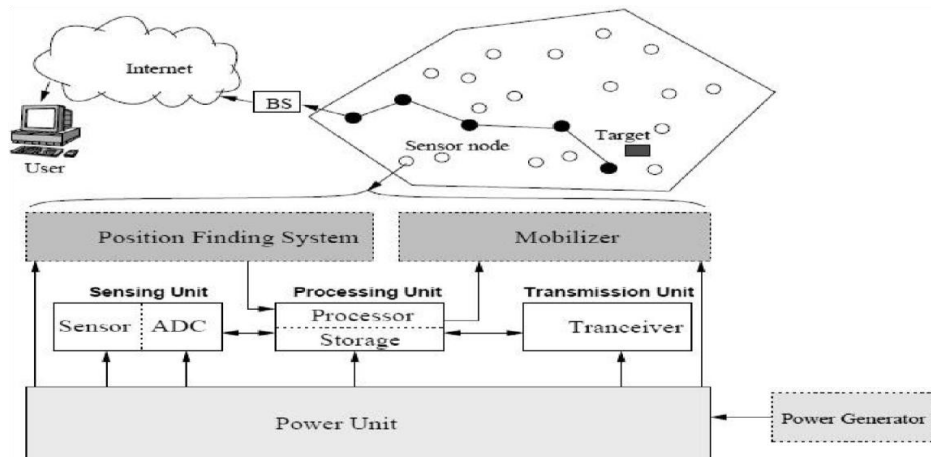 Internet
BS
Target
Sensor node
User
Position Finding System
Mobilizer
Sensing Unit
Processing Unit
Transmission Unit
Sensor
ADC
Processor
Storage
Tranceiver
Power Unit
Power Generator